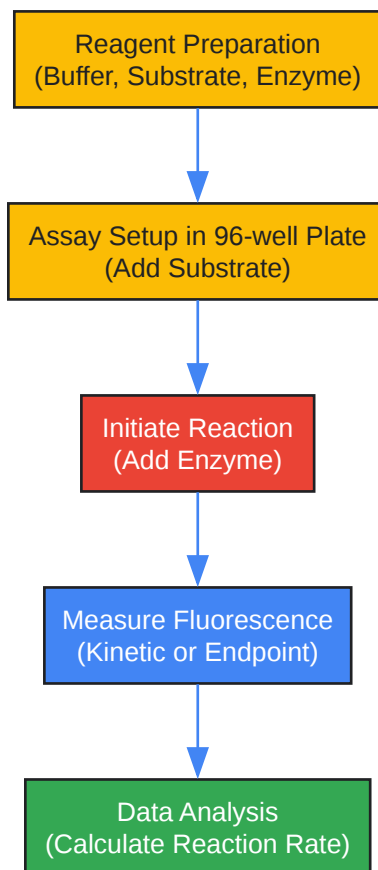 Reagent Preparation
(Buffer, Substrate, Enzyme)
Assay Setup in 96-well Plate
(Add Substrate)
Initiate Reaction
(Add Enzyme)
Measure Fluorescence
(Kinetic or Endpoint)
Data Analysis
(Calculate Reaction Rate)